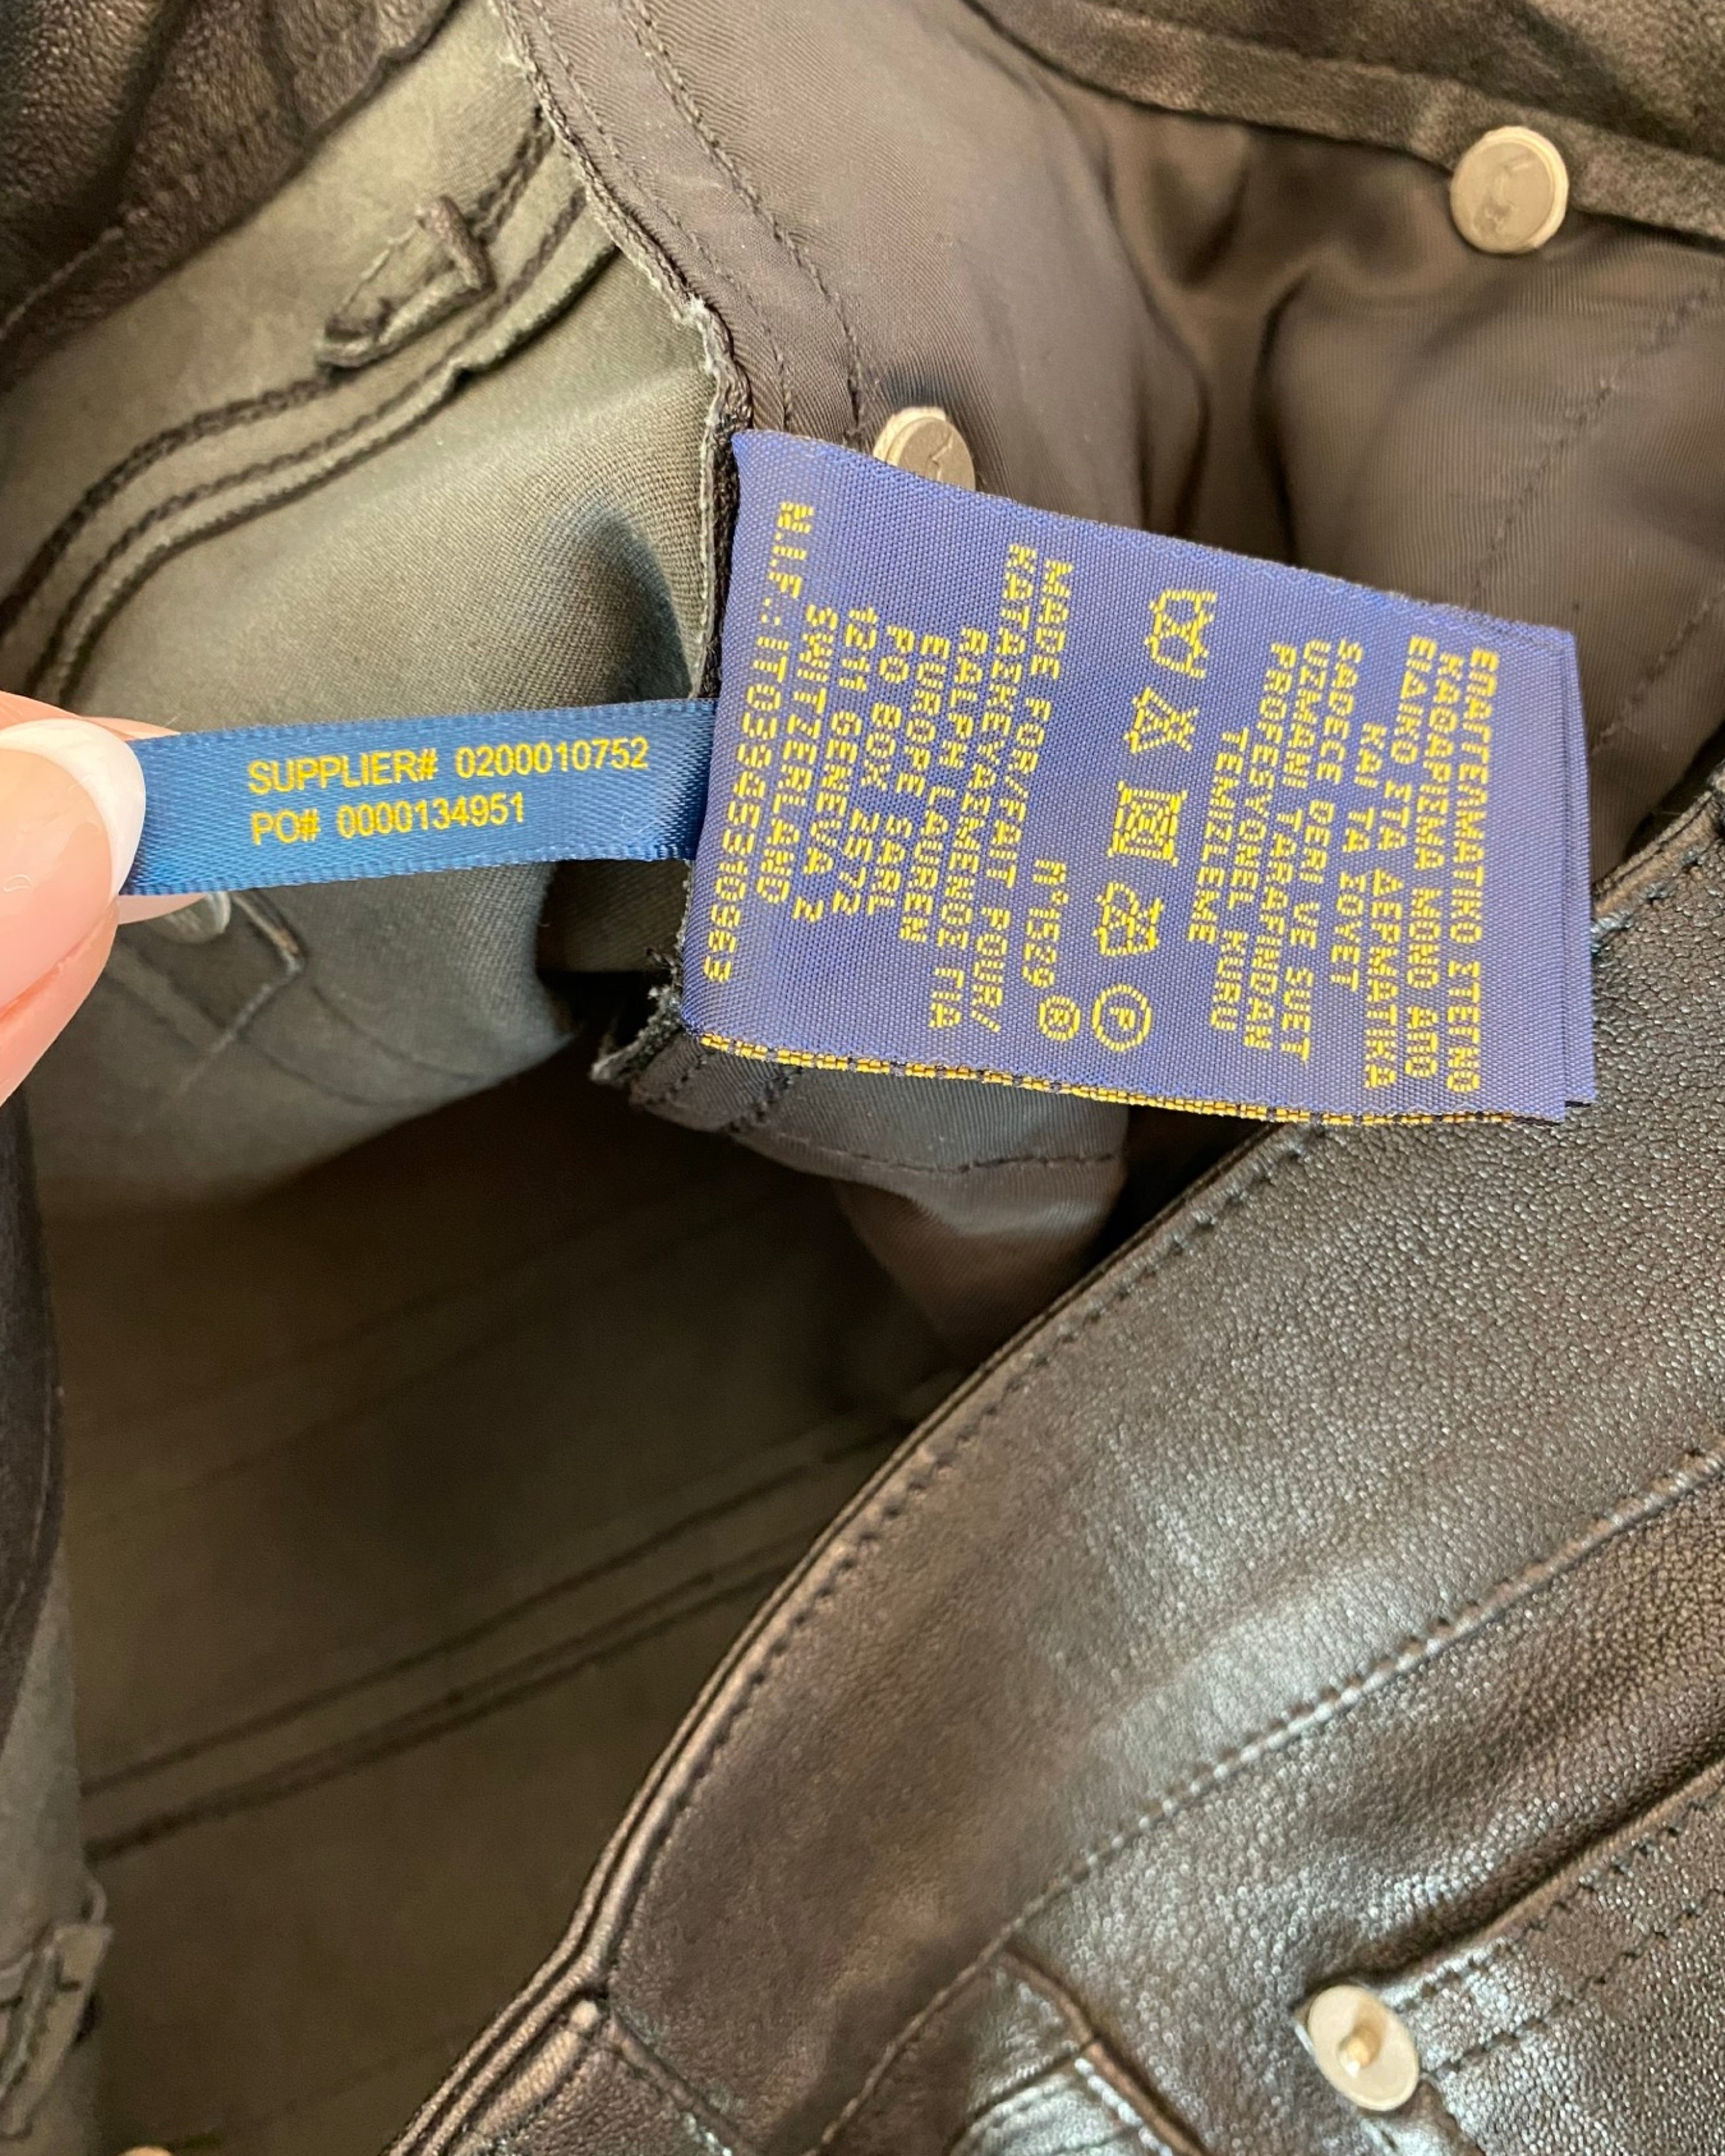 SUPPLIER# 0200010752
PO# 0000134951
ΕΠΑΓΓΕΛΜΑΤΙΚΟ ΣΤΕΓΝΟ
ΚΑΘΑΡΙΣΜΑ ΜΟΝΟ ΑΠΟ
ΕΙΔΙΚΟ ΣΤΑ ΔΕΡΜΑΤΙΚΑ
ΚΑΙ ΤΑ ΣΟΥΕΤ
SADECE DERI VE SUET
UZMANI TARAFINDAN
PROFESYONEL KURU
TEMIZLEME
P
n°1529 R
MADE FOR/FAIT POUR/
ΚΑΤΑΣΚΕΥΑΣΜΕΝΟΣ ΓΙΑ
RALPH LAUREN
EUROPE SARL
PO BOX 2572
1211 GENEVA 2
SWITZERLAND